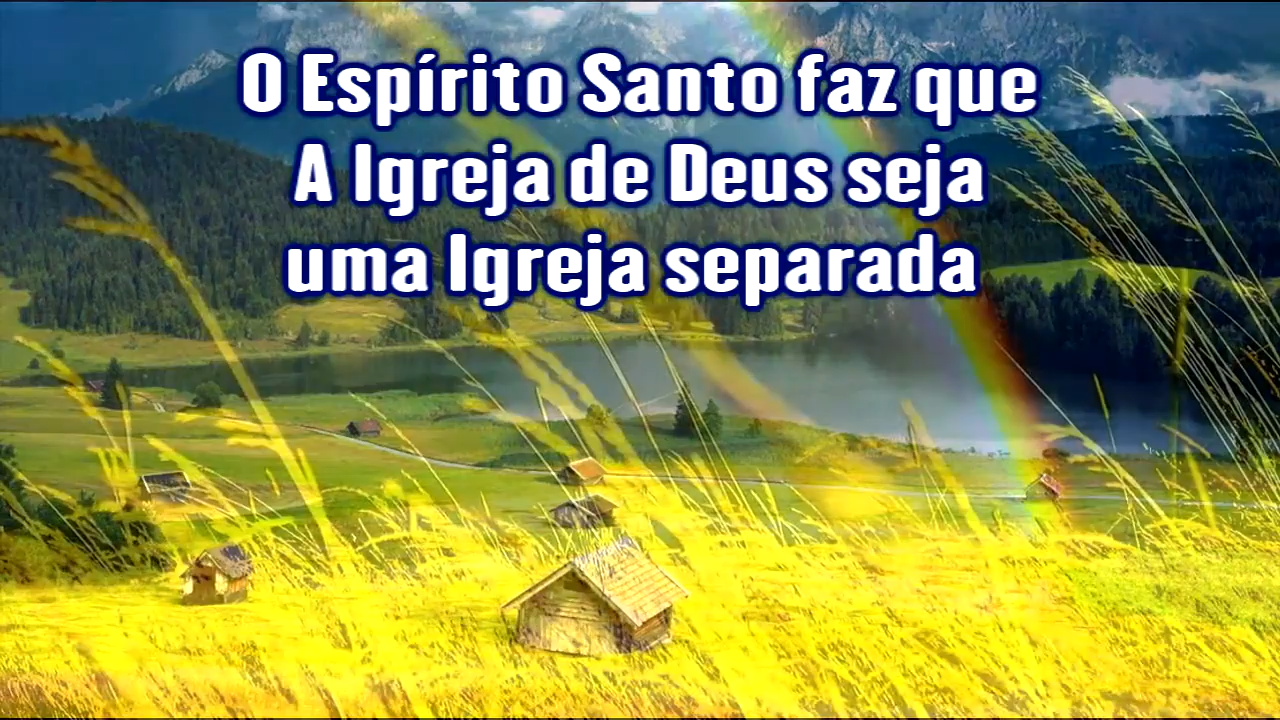 O Espírito Santo faz que
A Igreja de Deus seja
uma Igreja separada